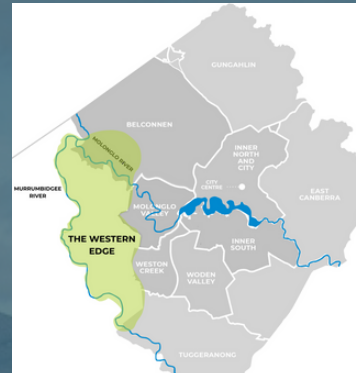 GUNGAHLIN
BELCONNEN
MOLONGLO RIVER
INNER
NORTH
AND
CITY
CITY
CENTRE
MURRUMBIDGEE
RIVER
EAST
CANBERRA
MOLONGLO
VALLEY
THE WESTERN
EDGE
INNER
SOUTH
WESTON
CREEK
WODEN
VALLEY
TUGGERANONG